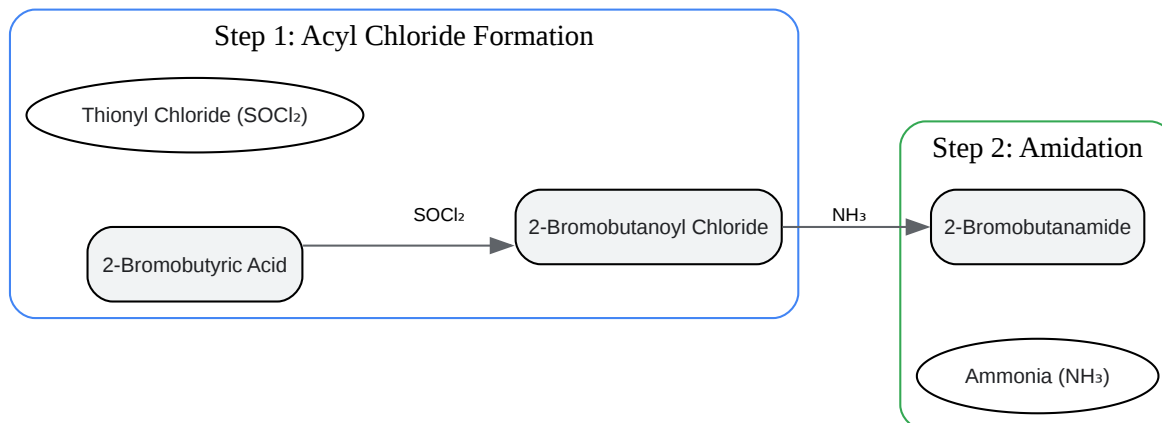 Step 1: Acyl Chloride Formation
Thionyl Chloride (SOCl₂)
2-Bromobutyric Acid
SOCl₂
2-Bromobutanoyl Chloride
NH₃
Step 2: Amidation
2-Bromobutanamide
Ammonia (NH₃)